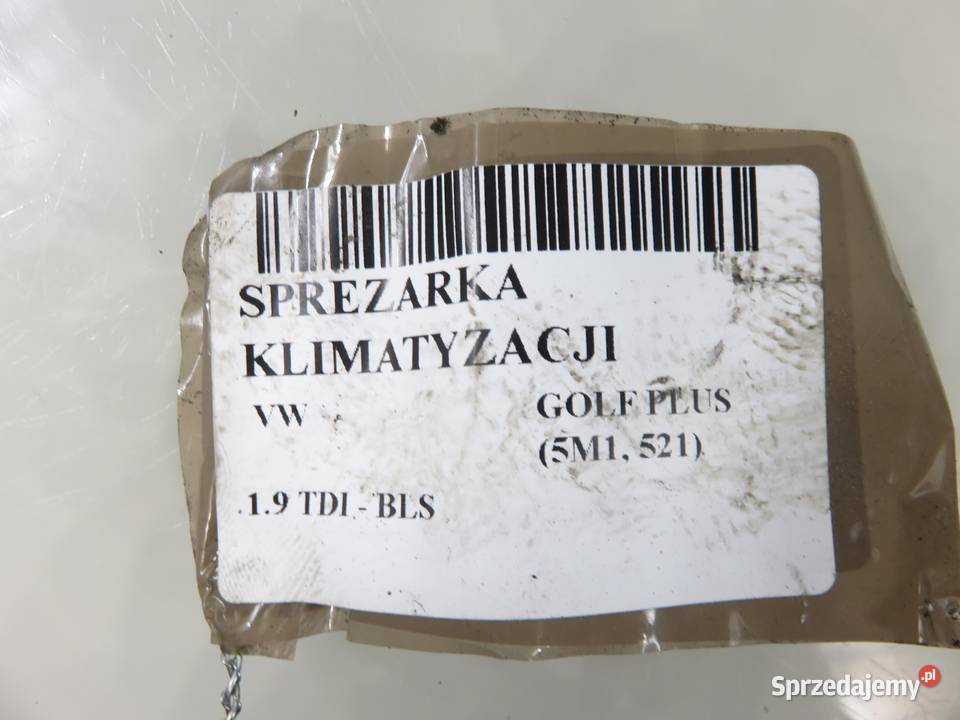 SPREZARKA
KLIMATYZACJI
VW
GOLF PLUS
(5M1, 521)
1.9 TDI - BLS
Sprzedajemy.pl